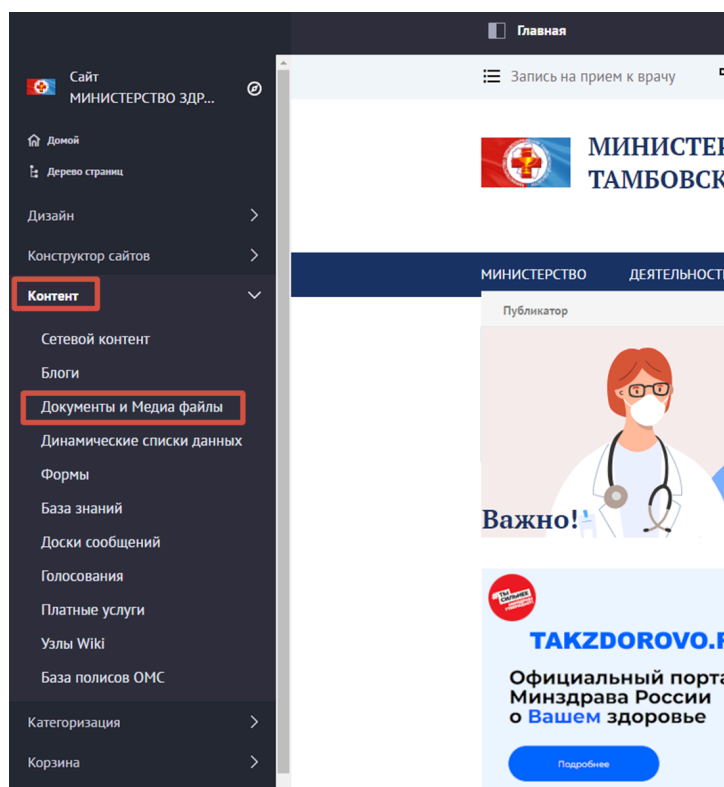 Сайт
МИНИСТЕРСТВО ЗДР...
Домой
Дерево страниц
Дизайн
Конструктор сайтов
Контент
Сетевой контент
Блоги
Документы и Медиа файлы
Динамические списки данных
Формы
База знаний
Доски сообщений
Голосования
Платные услуги
Узлы Wiki
База полисов ОМС
Категоризация
Корзина
Главная
Запись на прием к врачу
МИНИСТЕР
ТАМБОВСК
МИНИСТЕРСТВО ДЕЯТЕЛЬНОСТ
Публикатор
Важно!
ТЫ
СИЛЬНЕЕ
TAKZDOROVO.R
Официальный порта
Минздрава России
о Вашем здоровье
Подробнее